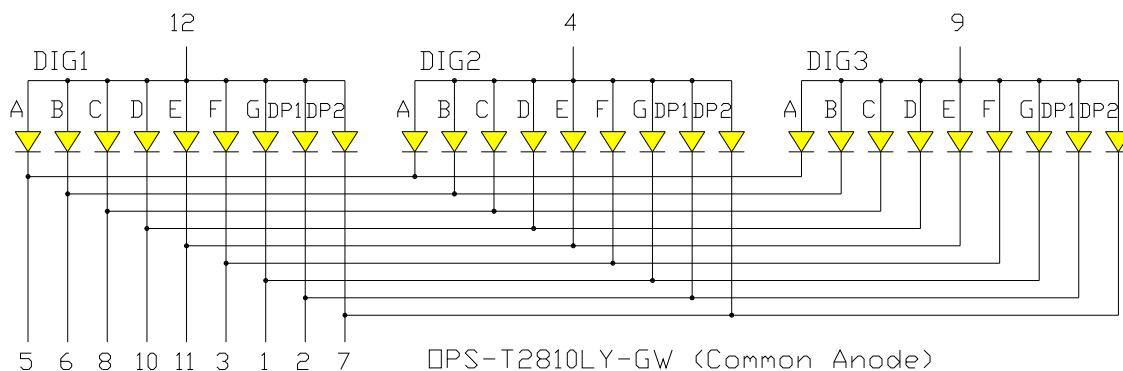 12 4 9
DIG1 DIG2 DIG3
A B C D E F G DP1 DP2 A B C D E F G DP1 DP2 A B C D E F G DP1 DP2
5 6 8 10 11 3 1 2 7 OPS-T2810LY-GW (Common Anode)